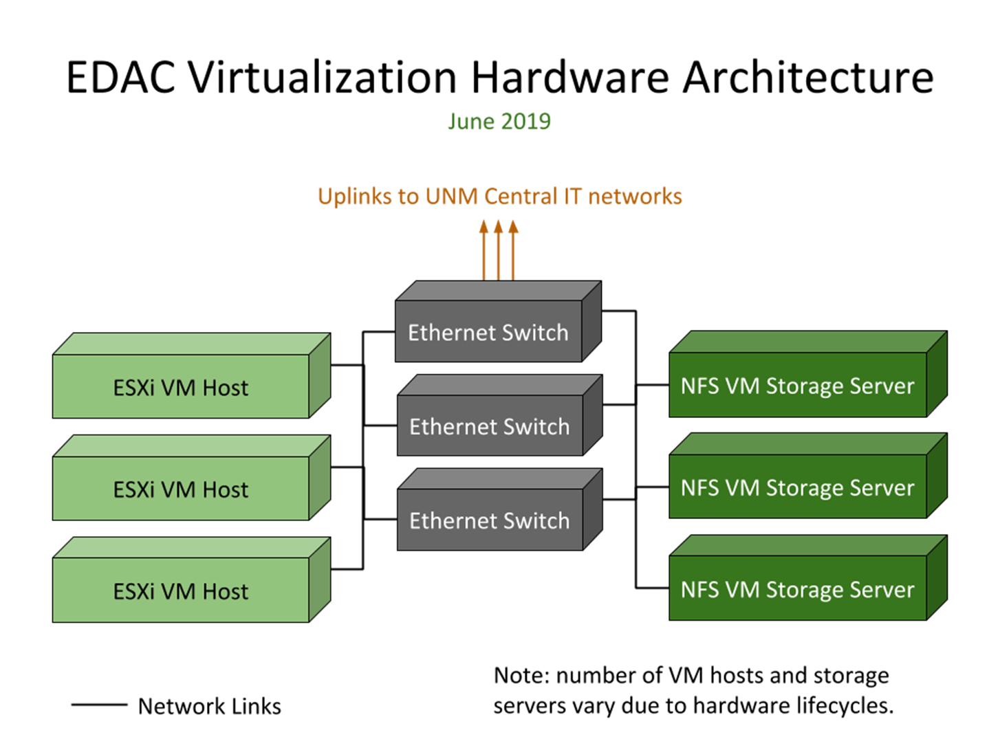 EDAC Virtualization Hardware Architecture
June 2019
Uplinks to UNM Central IT networks
Ethernet Switch
Ethernet Switch
Ethernet Switch
ESXi VM Host
ESXi VM Host
ESXi VM Host
NFS VM Storage Server
NFS VM Storage Server
NFS VM Storage Server
Network Links
Note: number of VM hosts and storage
servers vary due to hardware lifecycles.